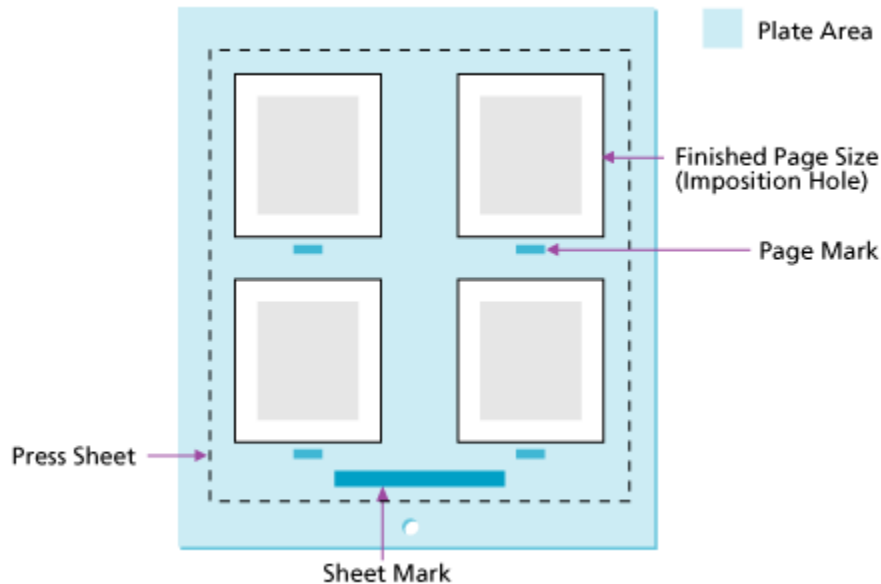 Plate Area
Finished Page Size
(Imposition Hole)
Page Mark
Press Sheet
Sheet Mark